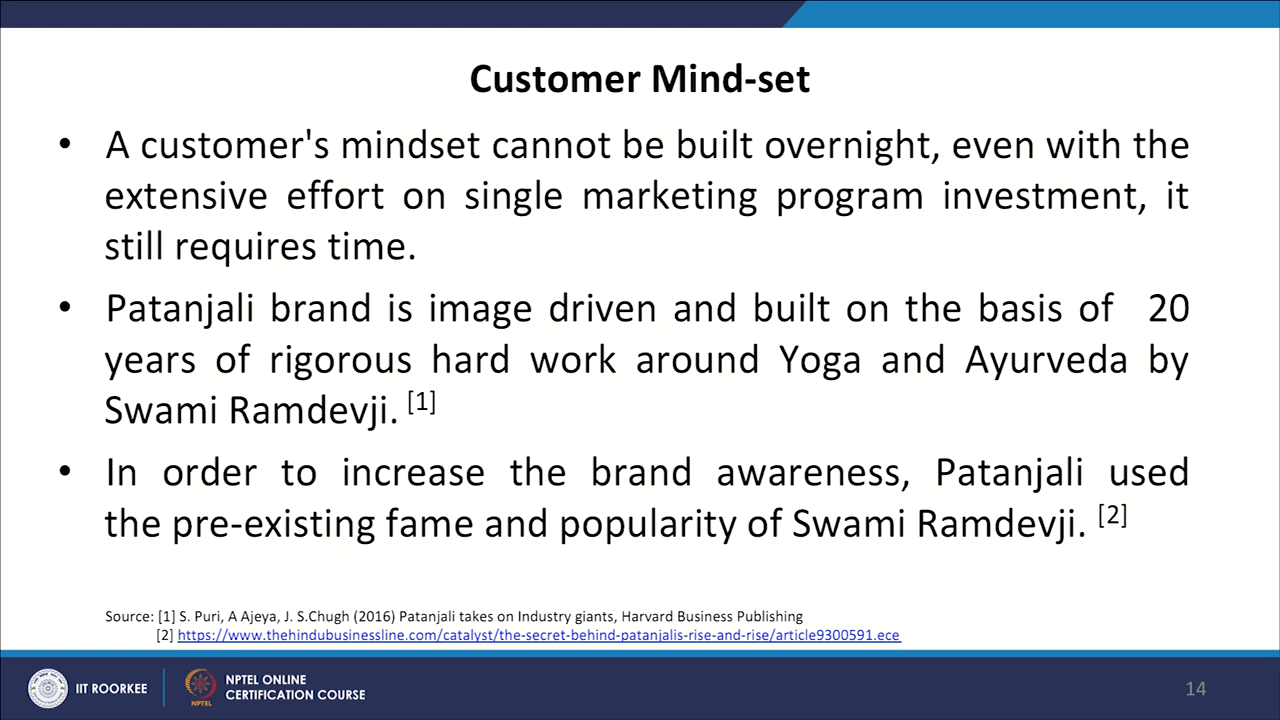 Customer Mind-set
• A customer's mindset cannot be built overnight, even with the
extensive effort on single marketing program investment, it
still requires time.
• Patanjali brand is image driven and built on the basis of 20
years of rigorous hard work around Yoga and Ayurveda by
Swami Ramdevji. [1]
• In order to increase the brand awareness, Patanjali used
the pre-existing fame and popularity of Swami Ramdevji. [2]
Source: [1] S. Puri, A Ajeya, J. S.Chugh (2016) Patanjali takes on Industry giants, Harvard Business Publishing
[2] https://www.thehindubusinessline.com/catalyst/the-secret-behind-patanjalis-rise-and-rise/article9300591.ece
IIT ROORKEE
NPTEL ONLINE
CERTIFICATION COURSE
NPTEL
14